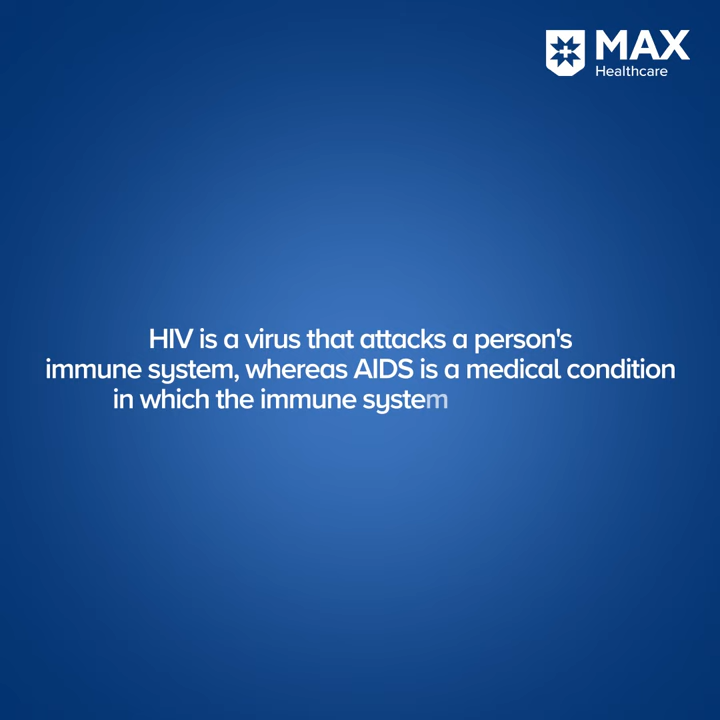 MAX
Healthcare
HIV is a virus that attacks a person's
immune system, whereas AIDS is a medical condition
in which the immune system